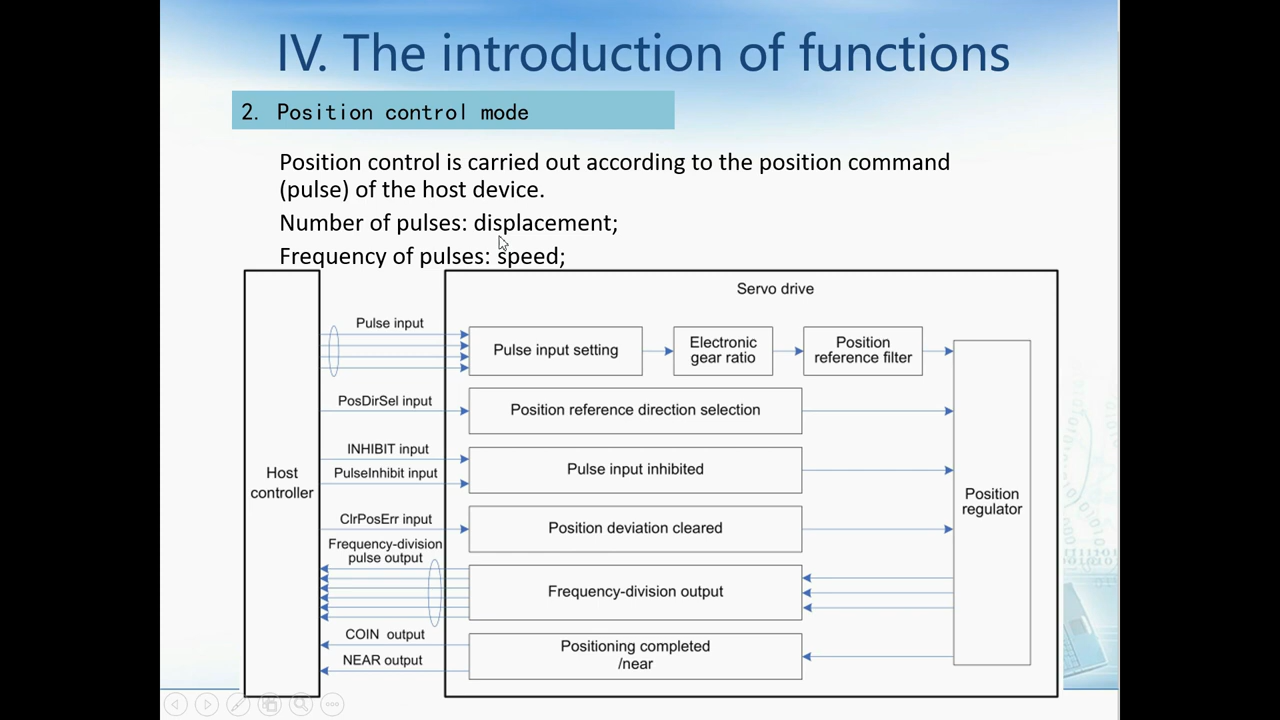 IV. The introduction of functions
2. Position control mode
Position control is carried out according to the position command
(pulse) of the host device.
Number of pulses: displacement;
Frequency of pulses: speed;
Servo drive
Pulse input
Pulse input setting
Electronic
gear ratio
Position
reference filter
PosDirSel input
Position reference direction selection
INHIBIT input
PulseInhibit input
Pulse input inhibited
Host
controller
Position
regulator
ClrPosErr input
Position deviation cleared
Frequency-division
pulse output
Frequency-division output
COIN output
NEAR output
Positioning completed
/near